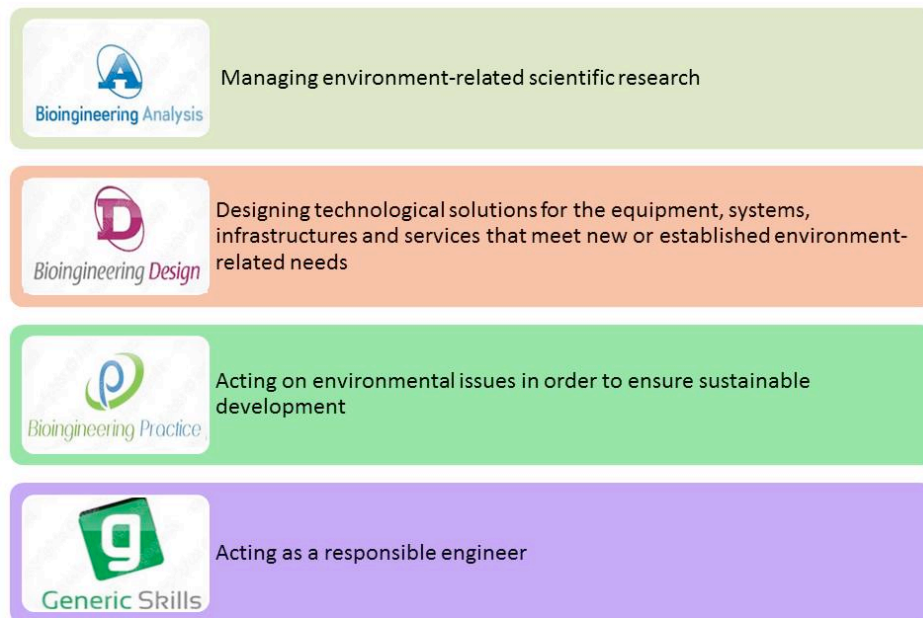 A
Bioingineering Analysis
Managing environment-related scientific research
D
Bioingineering Design
Designing technological solutions for the equipment, systems,
infrastructures and services that meet new or established environment-
related needs
P
Bioingineering Practice
Acting on environmental issues in order to ensure sustainable
development
g
Generic Skills
Acting as a responsible engineer